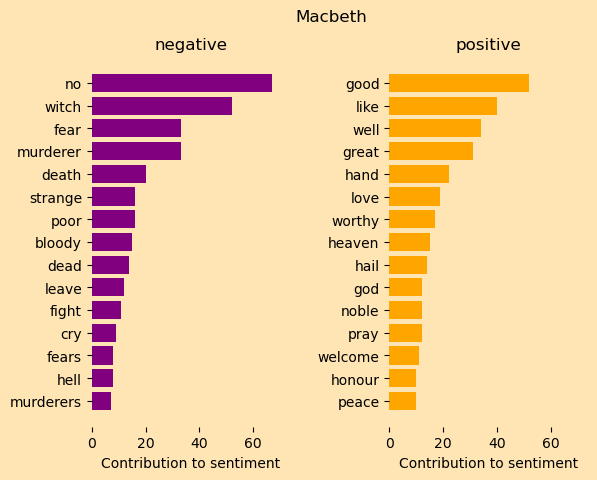 Macbeth
negative
no
witch
fear
murderer
death
strange
poor
bloody
dead
leave
fight
cry
fears
hell
murderers
0 20 40 60
Contribution to sentiment
positive
good
like
well
great
hand
love
worthy
heaven
hail
god
noble
pray
welcome
honour
peace
0 20 40 60
Contribution to sentiment